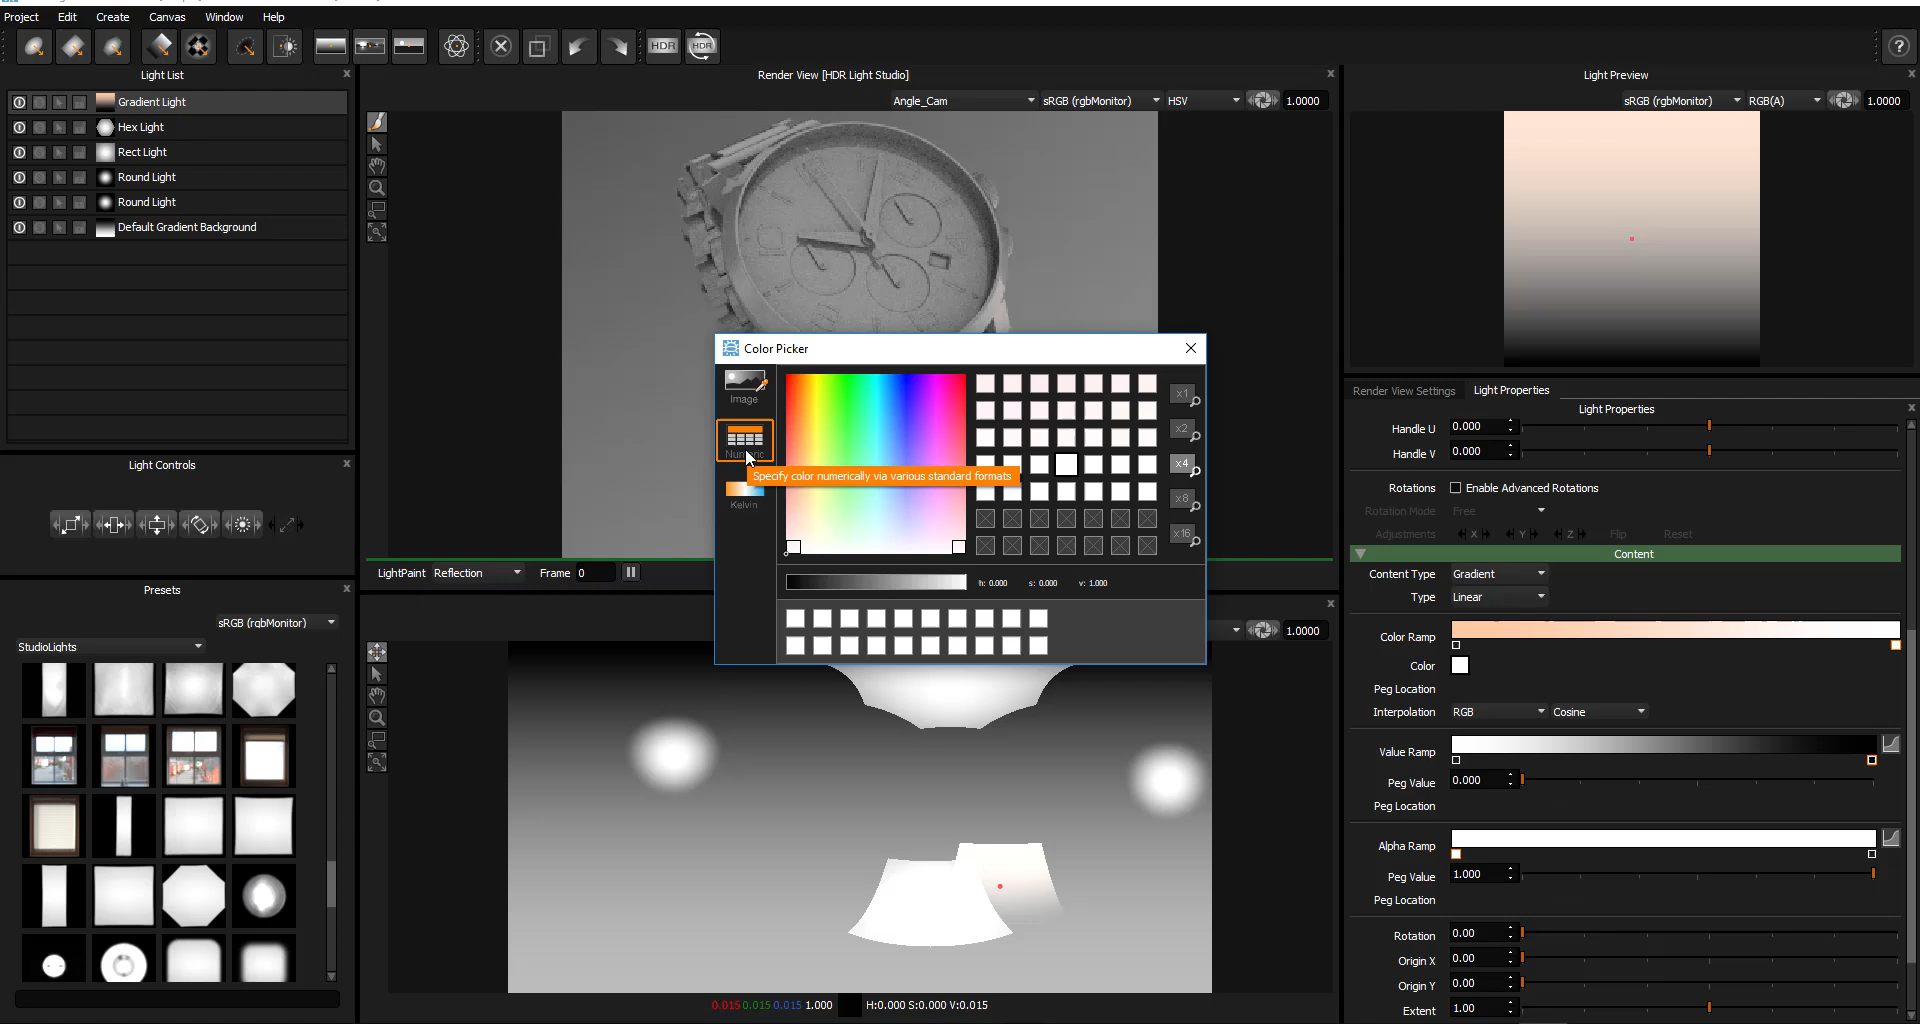 Project Edit Create Canvas Window Help
HDR HDR
Light List
Render View [HDR Light Studio]
Light Preview
Angle_Cam sRGB (rgbMonitor) HSV 1.0000
sRGB (rgbMonitor) RGB(A) 1.0000
Gradient Light
Hex Light
Rect Light
Round Light
Round Light
Default Gradient Background
Light Controls
Presets
sRGB (rgbMonitor)
StudioLights
Color Picker
Image
Numeric
Specify color numerically via various standard formats
Kelvin
x1
x2
x4
x8
x16
h: 0.000 s: 0.000 v: 1.000
LightPaint Reflection Frame 0
1.0000
0.015 0.015 0.015 1.000 H:0.000 S:0.000 V:0.015
Render View Settings Light Properties
Light Properties
Handle U 0.000
Handle V 0.000
Rotations Enable Advanced Rotations
Rotation Mode Free
Adjustments X Y Z Flip Reset
Content
Content Type Gradient
Type Linear
Color Ramp
Color
Peg Location
Interpolation RGB Cosine
Value Ramp
Peg Value 0.000
Peg Location
Alpha Ramp
Peg Value 1.000
Peg Location
Rotation 0.00
Origin X 0.00
Origin Y 0.00
Extent 1.00